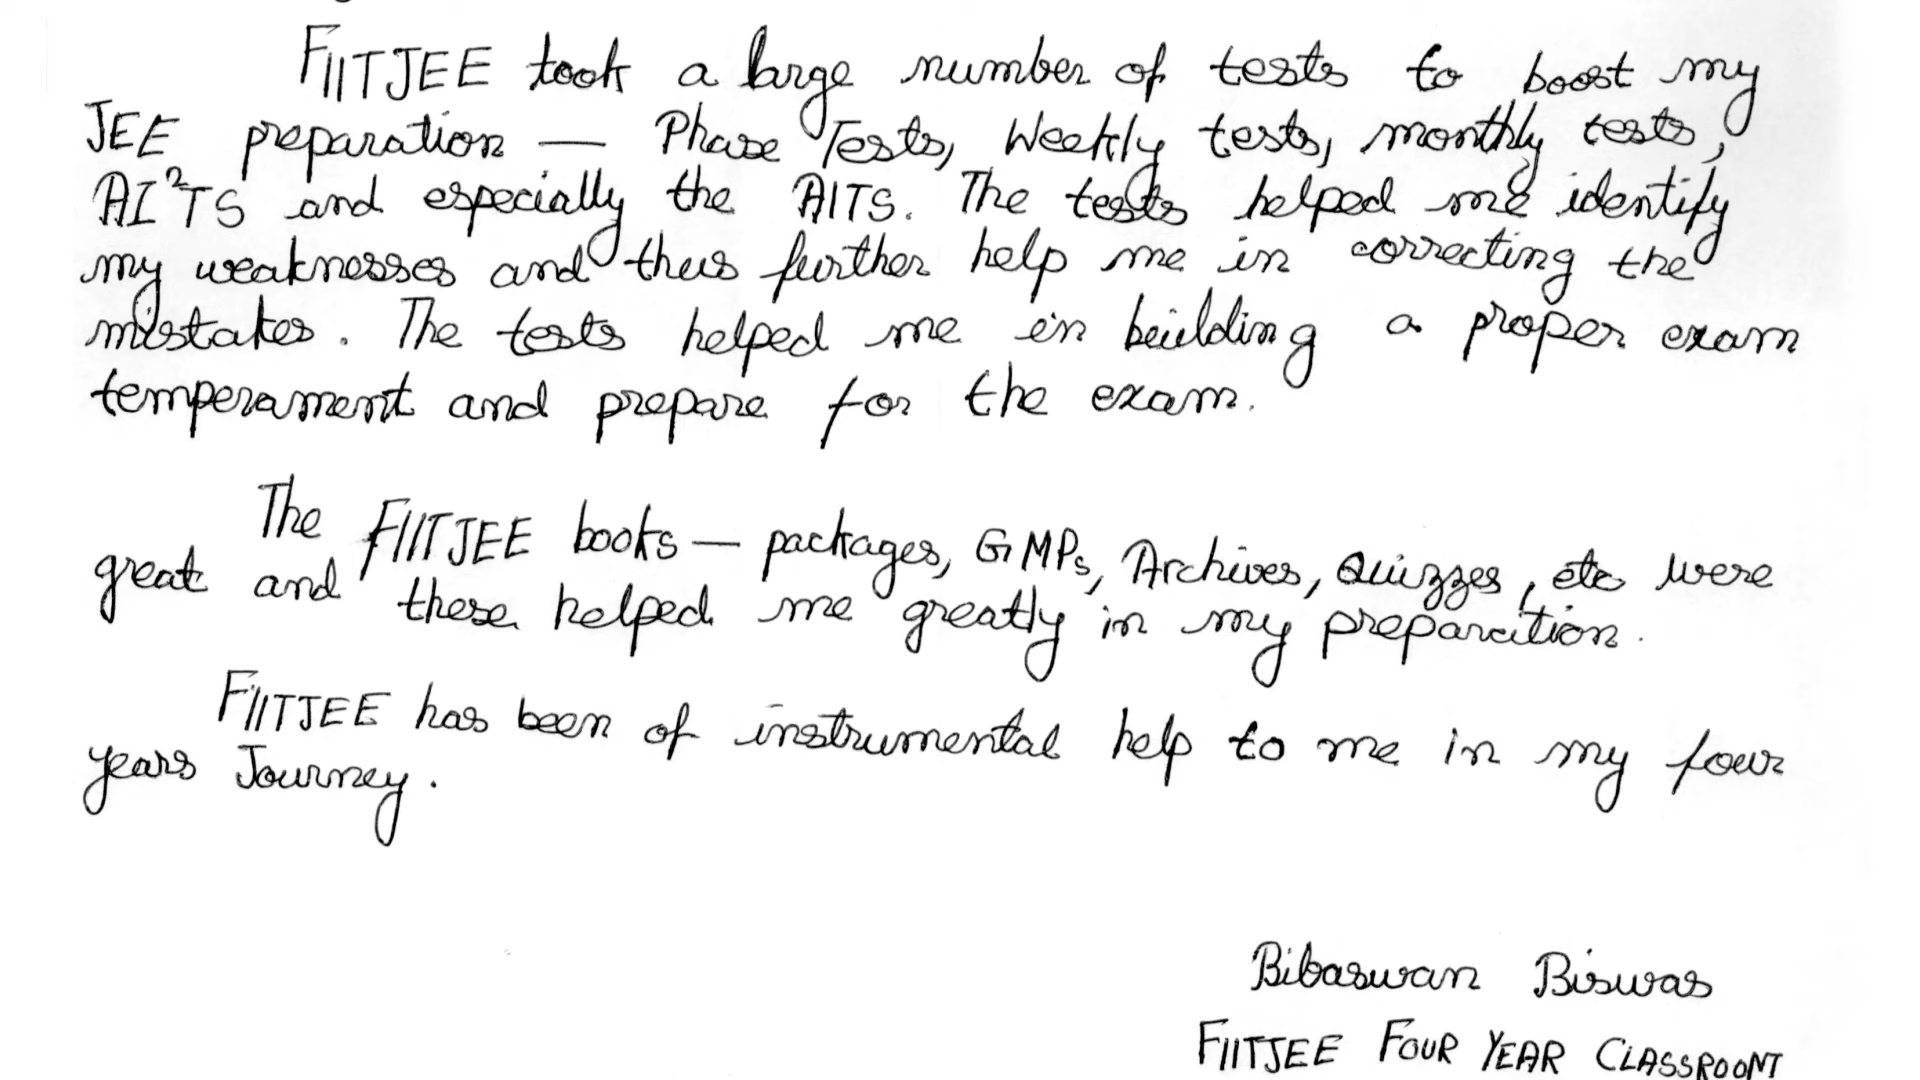 FIITJEE took a large number of tests to boost my
JEE preparation — Phase Tests, Weekly tests, monthly tests,
AI²TS and especially the AITS. The tests helped me identify
my weaknesses and thus further help me in correcting the
mistakes. The tests helped me in building a proper exam
temperament and prepare for the exam.
The FIITJEE books — packages, GMPs, Archives, Quizzes, etc were
great and these helped me greatly in my preparation.
FIITJEE has been of instrumental help to me in my four
years Journey.
Bibaswan Biswas
FIITJEE FOUR YEAR CLASSROOM